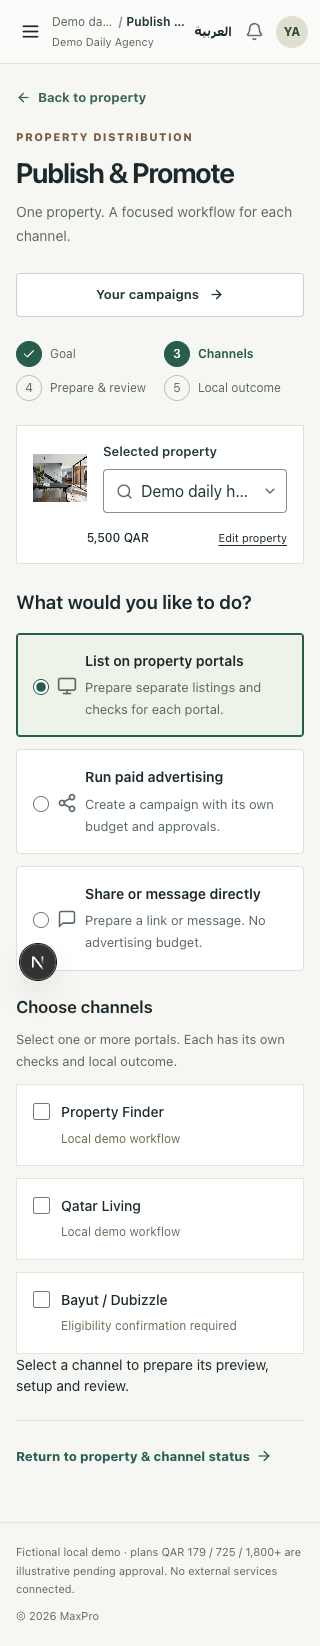 Demo da... / Publish ...
Demo Daily Agency
العربية
YA
Back to property
PROPERTY DISTRIBUTION
Publish & Promote
One property. A focused workflow for each
channel.
Your campaigns
Goal
3 Channels
4 Prepare & review
5 Local outcome
Selected property
Demo daily h...
5,500 QAR
Edit property
What would you like to do?
List on property portals
Prepare separate listings and
checks for each portal.
Run paid advertising
Create a campaign with its own
budget and approvals.
Share or message directly
Prepare a link or message. No
advertising budget.
N
Choose channels
Select one or more portals. Each has its own
checks and local outcome.
Property Finder
Local demo workflow
Qatar Living
Local demo workflow
Bayut / Dubizzle
Eligibility confirmation required
Select a channel to prepare its preview,
setup and review.
Return to property & channel status
Fictional local demo · plans QAR 179 / 725 / 1,800+ are
illustrative pending approval. No external services
connected.
© 2026 MaxPro